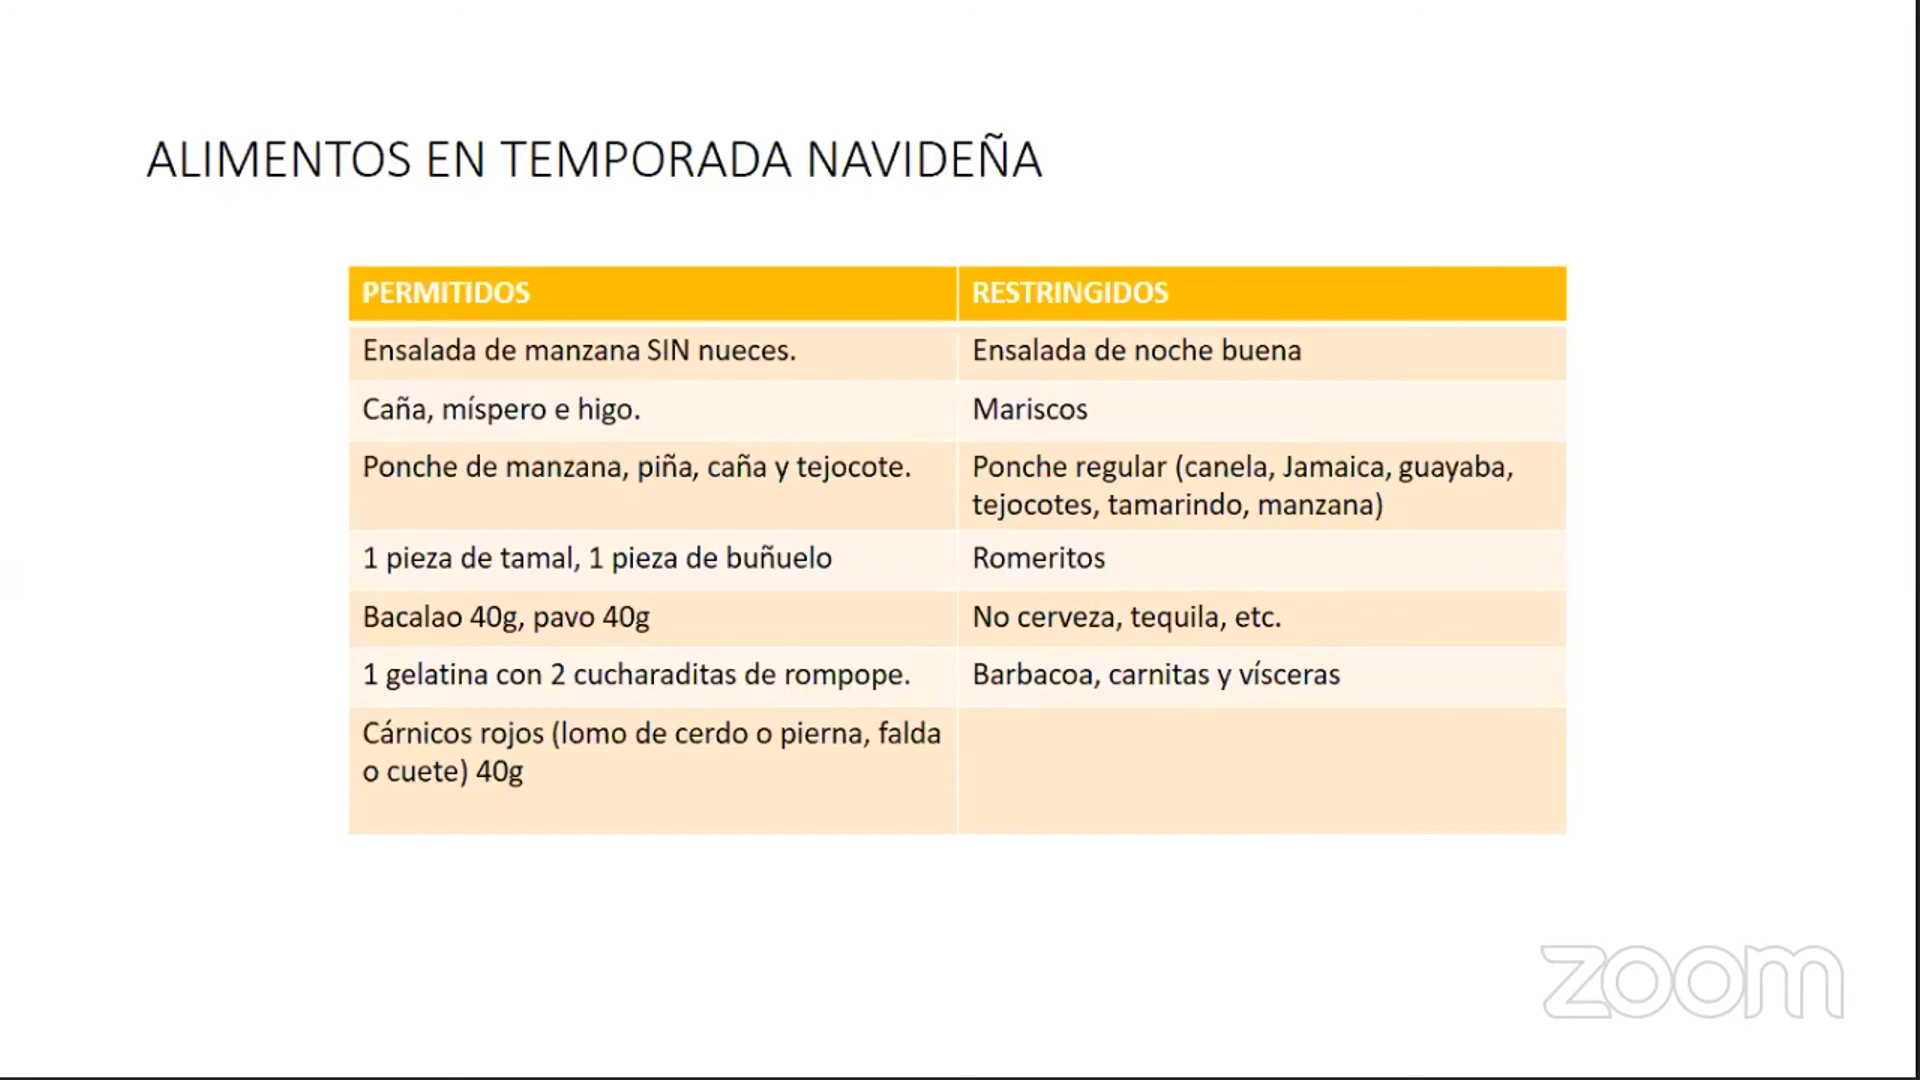 ALIMENTOS EN TEMPORADA NAVIDEÑA
PERMITIDOS
RESTRINGIDOS
Ensalada de manzana SIN nueces.
Ensalada de noche buena
Caña, míspero e higo.
Mariscos
Ponche de manzana, piña, caña y tejocote.
Ponche regular (canela, Jamaica, guayaba,
tejocotes, tamarindo, manzana)
1 pieza de tamal, 1 pieza de buñuelo
Romeritos
Bacalao 40g, pavo 40g
No cerveza, tequila, etc.
1 gelatina con 2 cucharaditas de rompope.
Barbacoa, carnitas y vísceras
Cárnicos rojos (lomo de cerdo o pierna, falda
o cuete) 40g
zoom